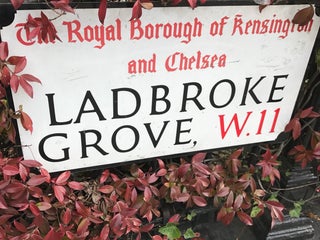 The Royal Borough of Kensington
and Chelsea
LADBROKE
GROVE, W.11